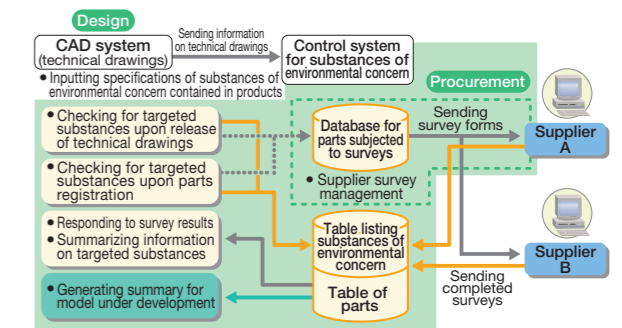 Design
CAD system
(technical drawings)
Sending information
on technical drawings
Control system
for substances of
environmental concern
• Inputting specifications of substances of
environmental concern contained in products
Procurement
• Checking for targeted
substances upon release
of technical drawings
• Checking for targeted
substances upon parts
registration
Database for
parts subjected
to surveys
• Supplier survey
management
Sending
survey forms
Supplier
A
• Responding to survey results
• Summarizing information
on targeted substances
• Generating summary for
model under development
Table listing
substances of
environmental
concern
Table of
parts
Supplier
B
Sending
completed
surveys